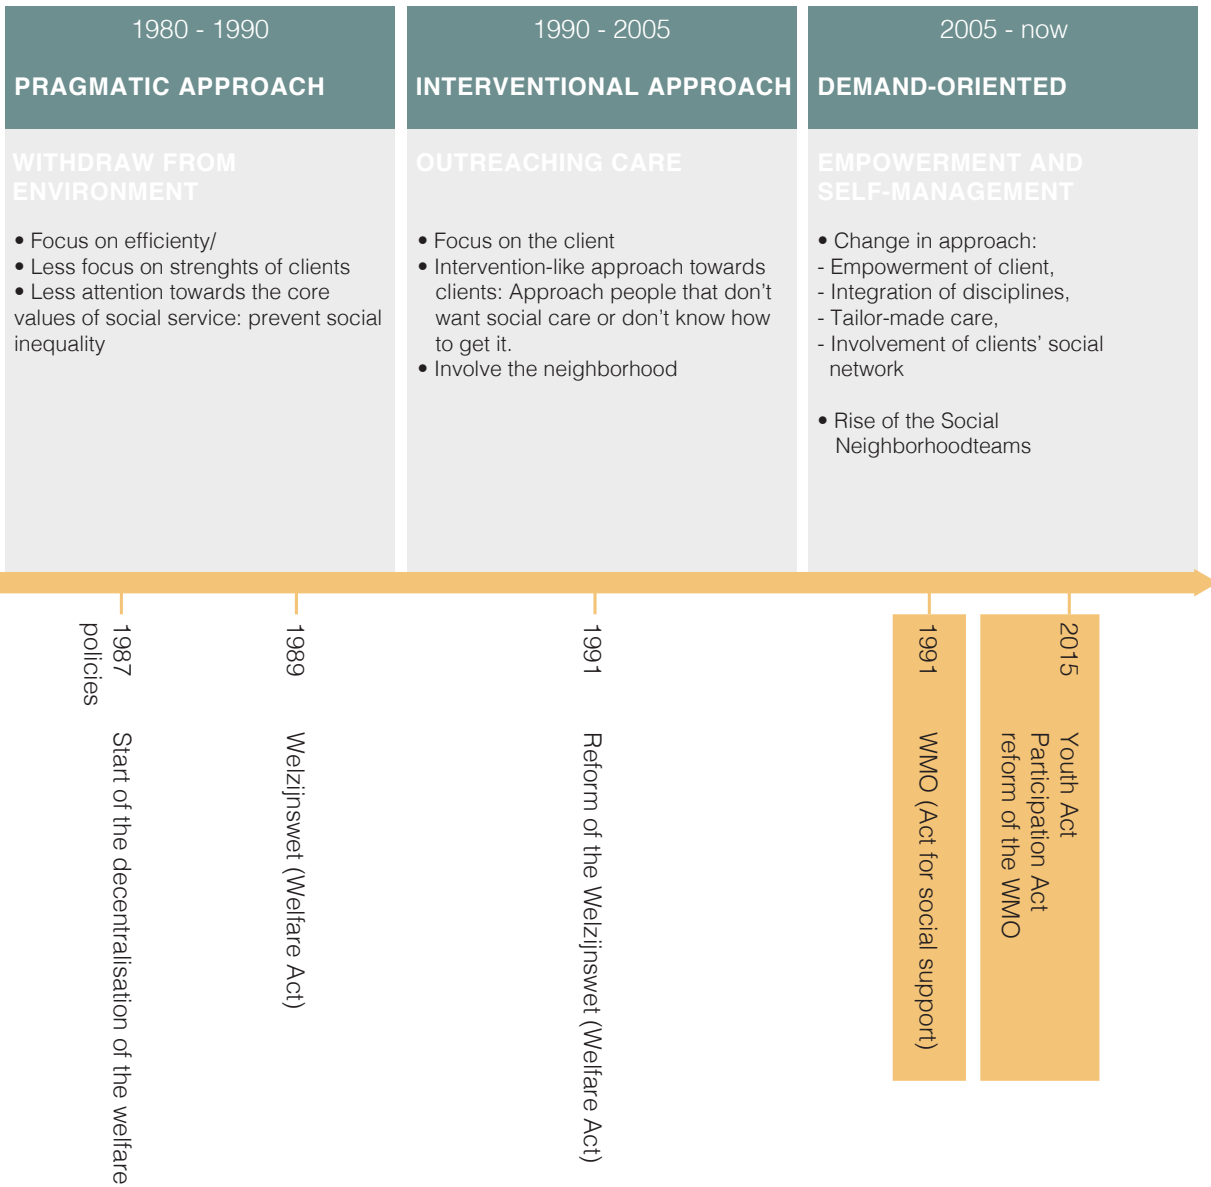 1980 - 1990
PRAGMATIC APPROACH
WITHDRAW FROM
ENVIRONMENT
• Focus on efficienty/
• Less focus on strenghts of clients
• Less attention towards the core
values of social service: prevent social
inequality
1990 - 2005
INTERVENTIONAL APPROACH
OUTREACHING CARE
• Focus on the client
• Intervention-like approach towards
clients: Approach people that don't
want social care or don't know how
to get it.
• Involve the neighborhood
2005 - now
DEMAND-ORIENTED
EMPOWERMENT AND
SELF-MANAGEMENT
• Change in approach:
- Empowerment of client,
- Integration of disciplines,
- Tailor-made care,
- Involvement of clients' social
network
• Rise of the Social
Neighborhoodteams
1987 Start of the decentralisation of the welfare
policies
1989 Welzijnswet (Welfare Act)
1991 Reform of the Welzijnswet (Welfare Act)
1991 WMO (Act for social support)
2015 Youth Act
Participation Act
reform of the WMO